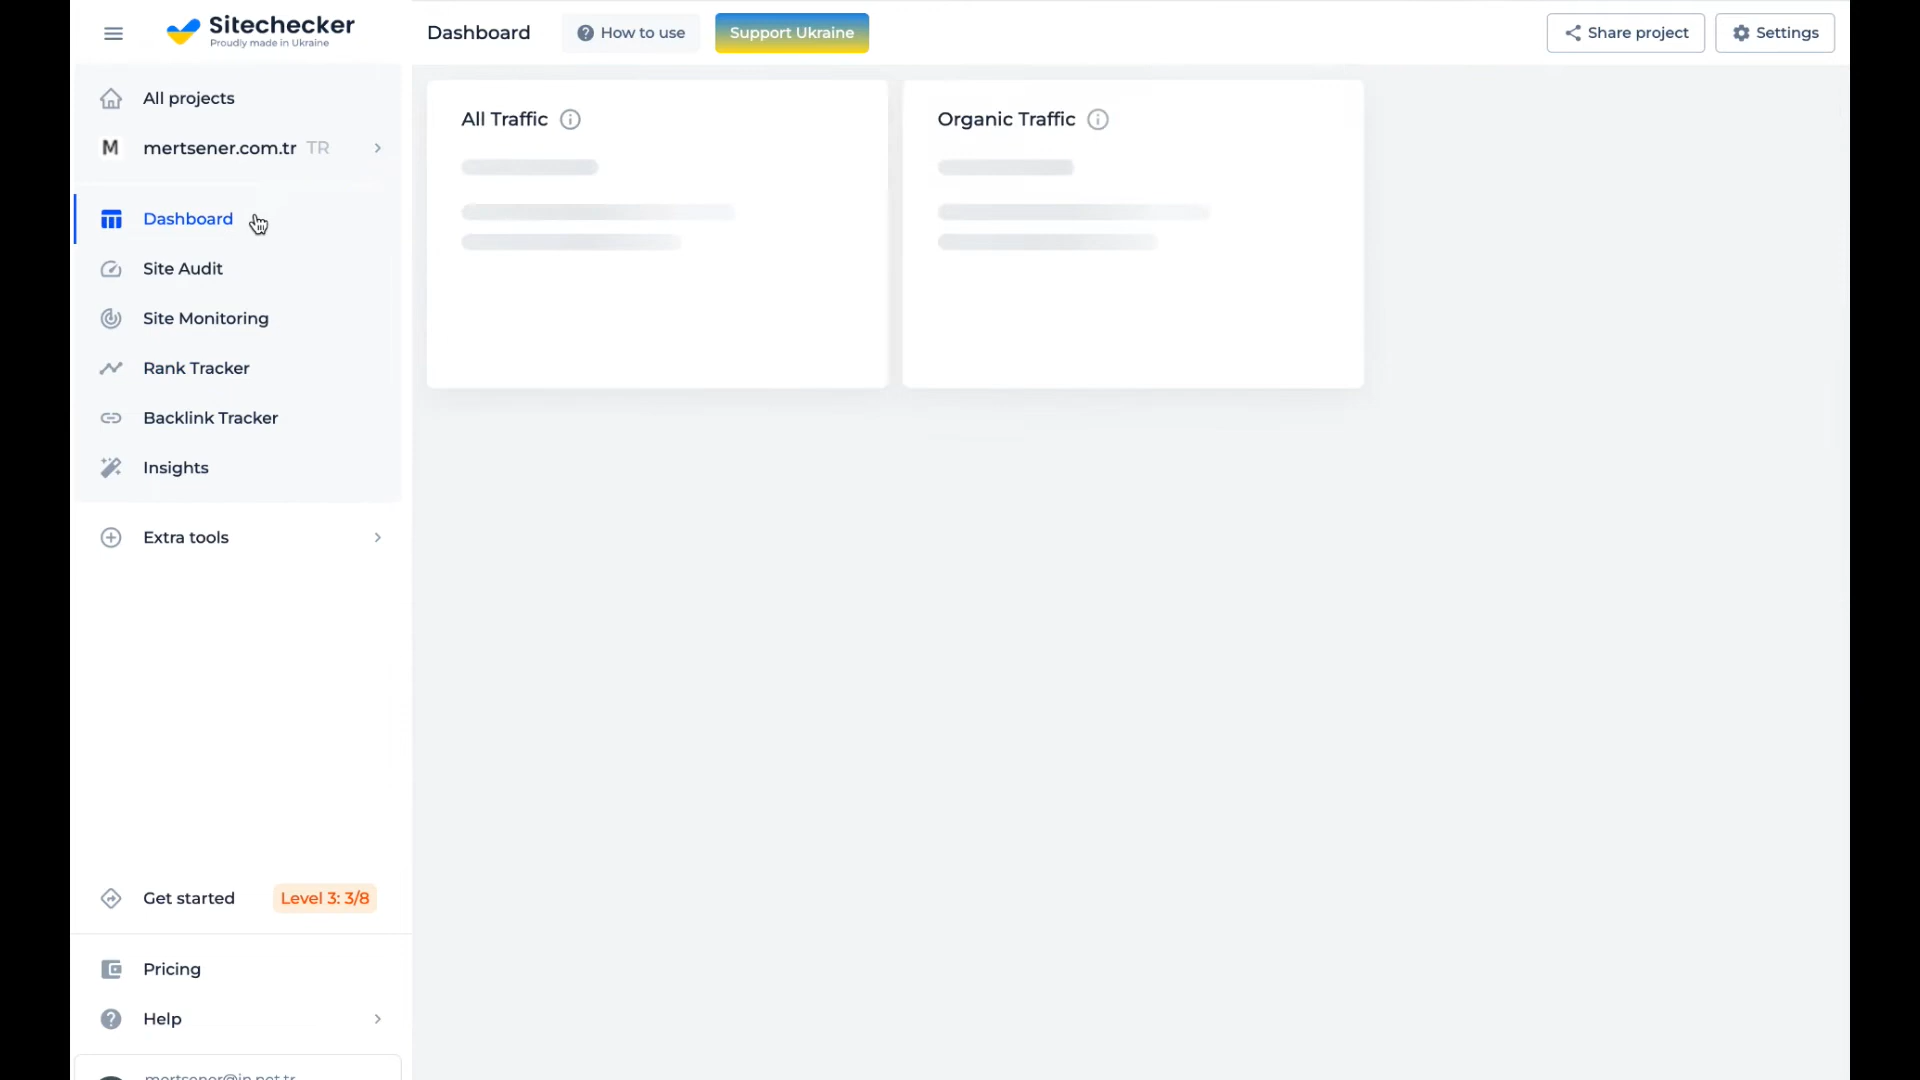 Sitechecker
Proudly made in Ukraine
Dashboard
How to use
Support Ukraine
Share project
Settings
All projects
M
mertsener.com.tr TR
Dashboard
Site Audit
Site Monitoring
Rank Tracker
Backlink Tracker
Insights
Extra tools
All Traffic
Organic Traffic
Get started
Level 3: 3/8
Pricing
Help